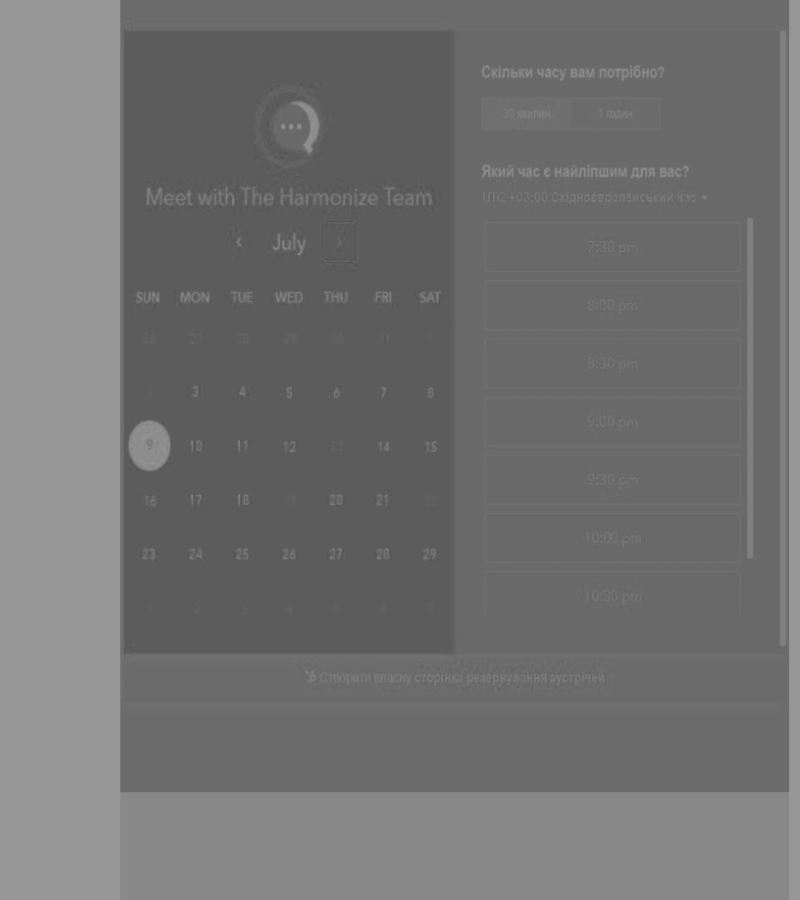 Meet with The Harmonize Team
July
SUN MON TUE WED THU FRI SAT
26 27 28 29 30 31 1
2 3 4 5 6 7 8
9 10 11 12 13 14 15
16 17 18 19 20 21 22
23 24 25 26 27 28 29
1 2 3 4 5 6 7
Скільки часу вам потрібно?
30 хвилин 1 годин
Який час є найліпшим для вас?
UTC +03:00 Східноєвропейський час
7:30 pm
8:00 pm
8:30 pm
9:00 pm
9:30 pm
10:00 pm
10:30 pm
Створити власну сторінка резервування зустрічей